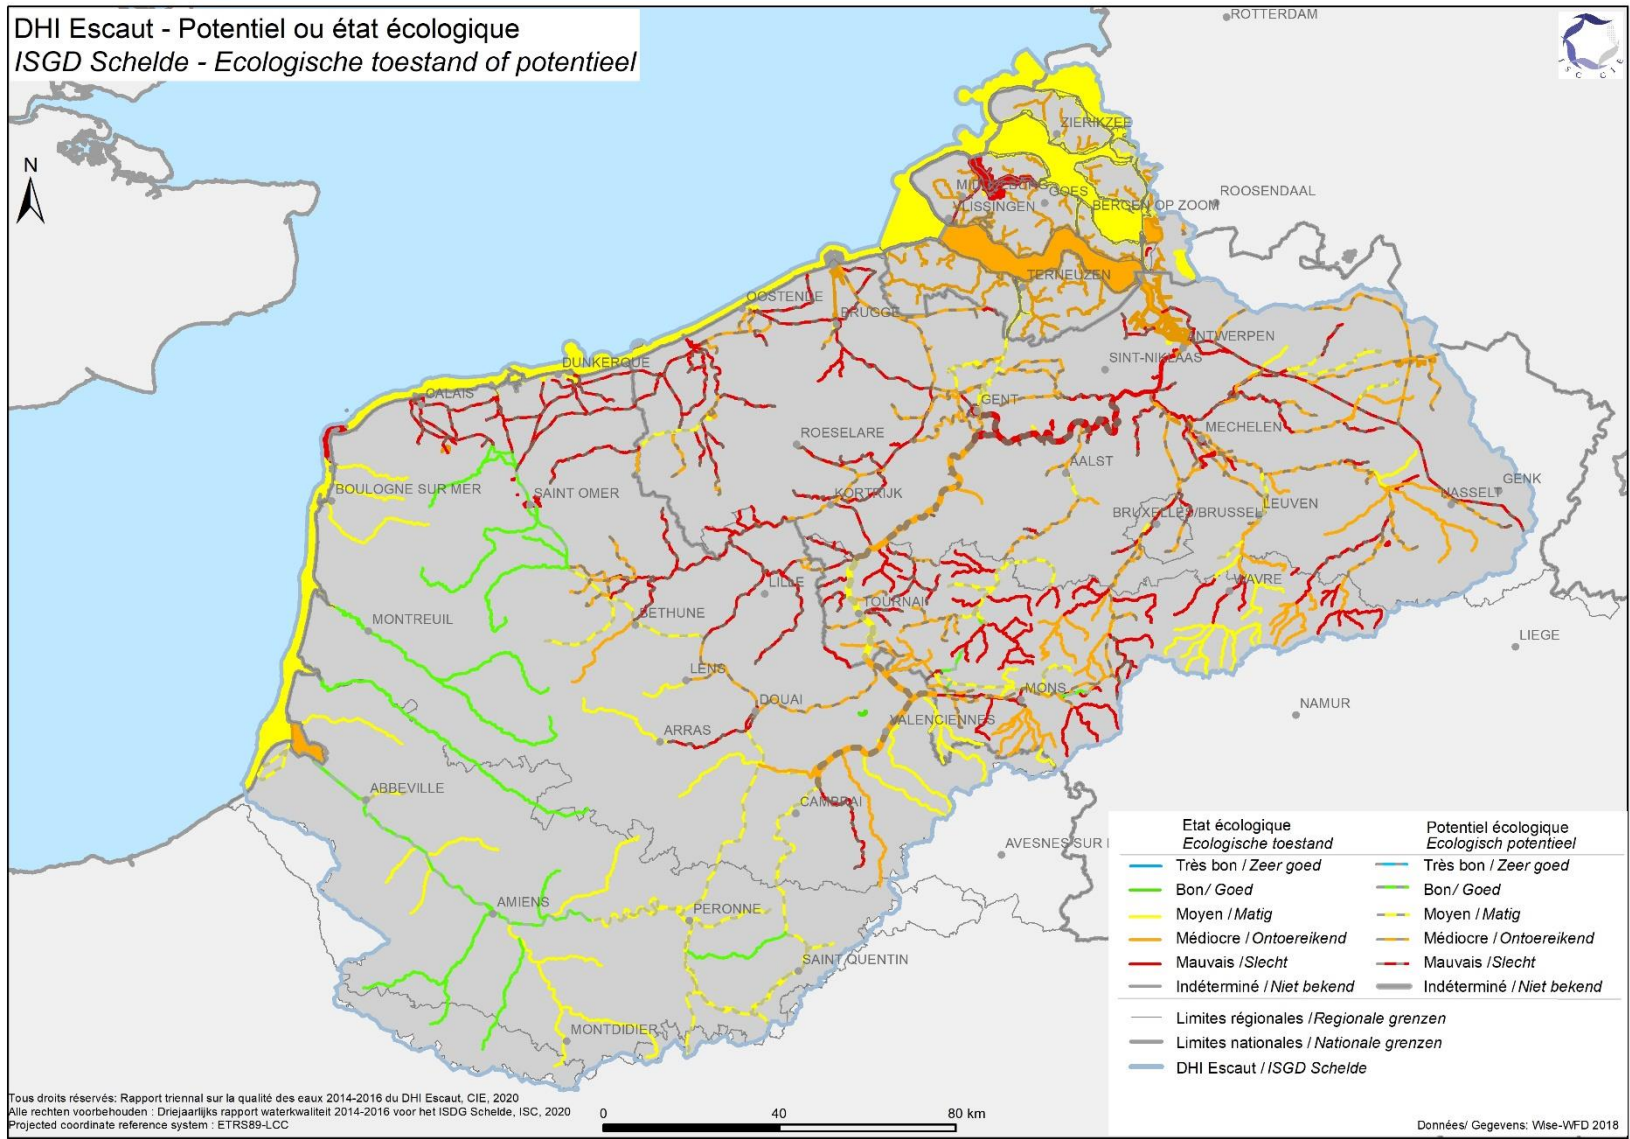 DHI Escaut - Potentiel ou état écologique
ISGD Schelde - Ecologische toestand of potentieel
ROTTERDAM
ISC CIE
N
ZIERIKZEE
GOES
ROOSENDAAL
VLISSINGEN
BERGEN OP ZOOM
TERNEUZEN
OOSTENDE
BRUGGE
ANTWERPEN
SINT-NIKLAAS
DUNKERQUE
CALAIS
GENT
ROESELARE
MECHELEN
AALST
GENK
BOULOGNE SUR MER
SAINT OMER
KORTRIJK
HASSELT
LEUVEN
BRUXELLES/BRUSSEL
LILLE
WAVRE
TOURNAI
BETHUNE
MONTREUIL
LIEGE
LENS
MONS
DOUAI
NAMUR
VALENCIENNES
ARRAS
ABBEVILLE
CAMBRAI
AVESNES SUR
AMIENS
PERONNE
SAINT QUENTIN
MONTDIDIER
Etat écologique
Ecologische toestand
Potentiel écologique
Ecologisch potentieel
Très bon / Zeer goed
Très bon / Zeer goed
Bon/ Goed
Bon/ Goed
Moyen / Matig
Moyen / Matig
Médiocre / Ontoereikend
Médiocre / Ontoereikend
Mauvais / Slecht
Mauvais / Slecht
Indéterminé / Niet bekend
Indéterminé / Niet bekend
Limites régionales / Regionale grenzen
Limites nationales / Nationale grenzen
DHI Escaut / ISGD Schelde
Tous droits réservés: Rapport triennal sur la qualité des eaux 2014-2016 du DHI Escaut, CIE, 2020
Alle rechten voorbehouden : Driejaarlijks rapport waterkwaliteit 2014-2016 voor het ISDG Schelde, ISC, 2020
Projected coordinate reference system : ETRS89-LCC
0 40 80 km
Données/ Gegevens: Wise-WFD 2018